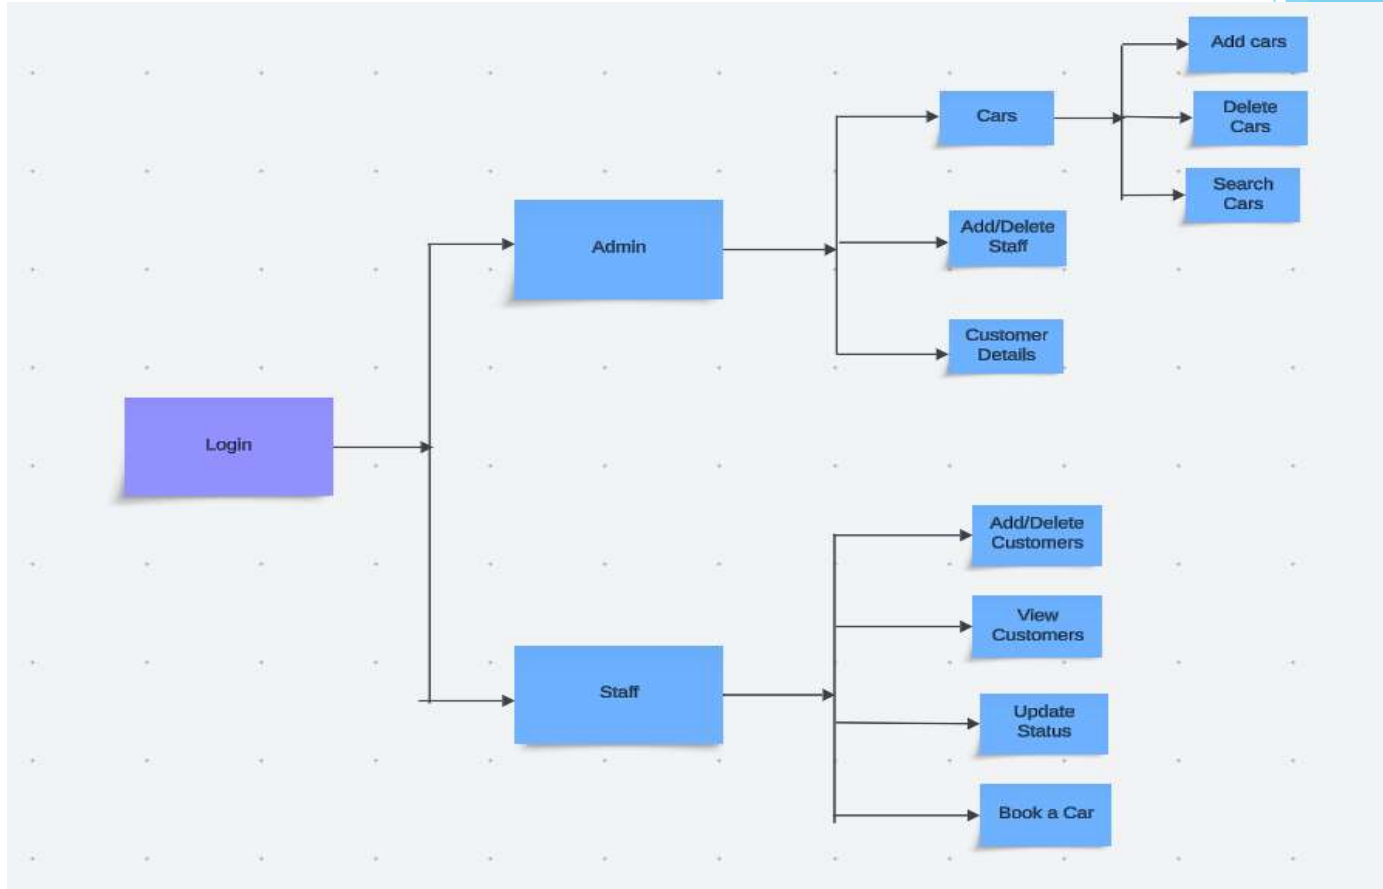 Add cars
Cars
Delete
Cars
Search
Cars
Admin
Add/Delete
Staff
Customer
Details
Login
Add/Delete
Customers
View
Customers
Staff
Update
Status
Book a Car